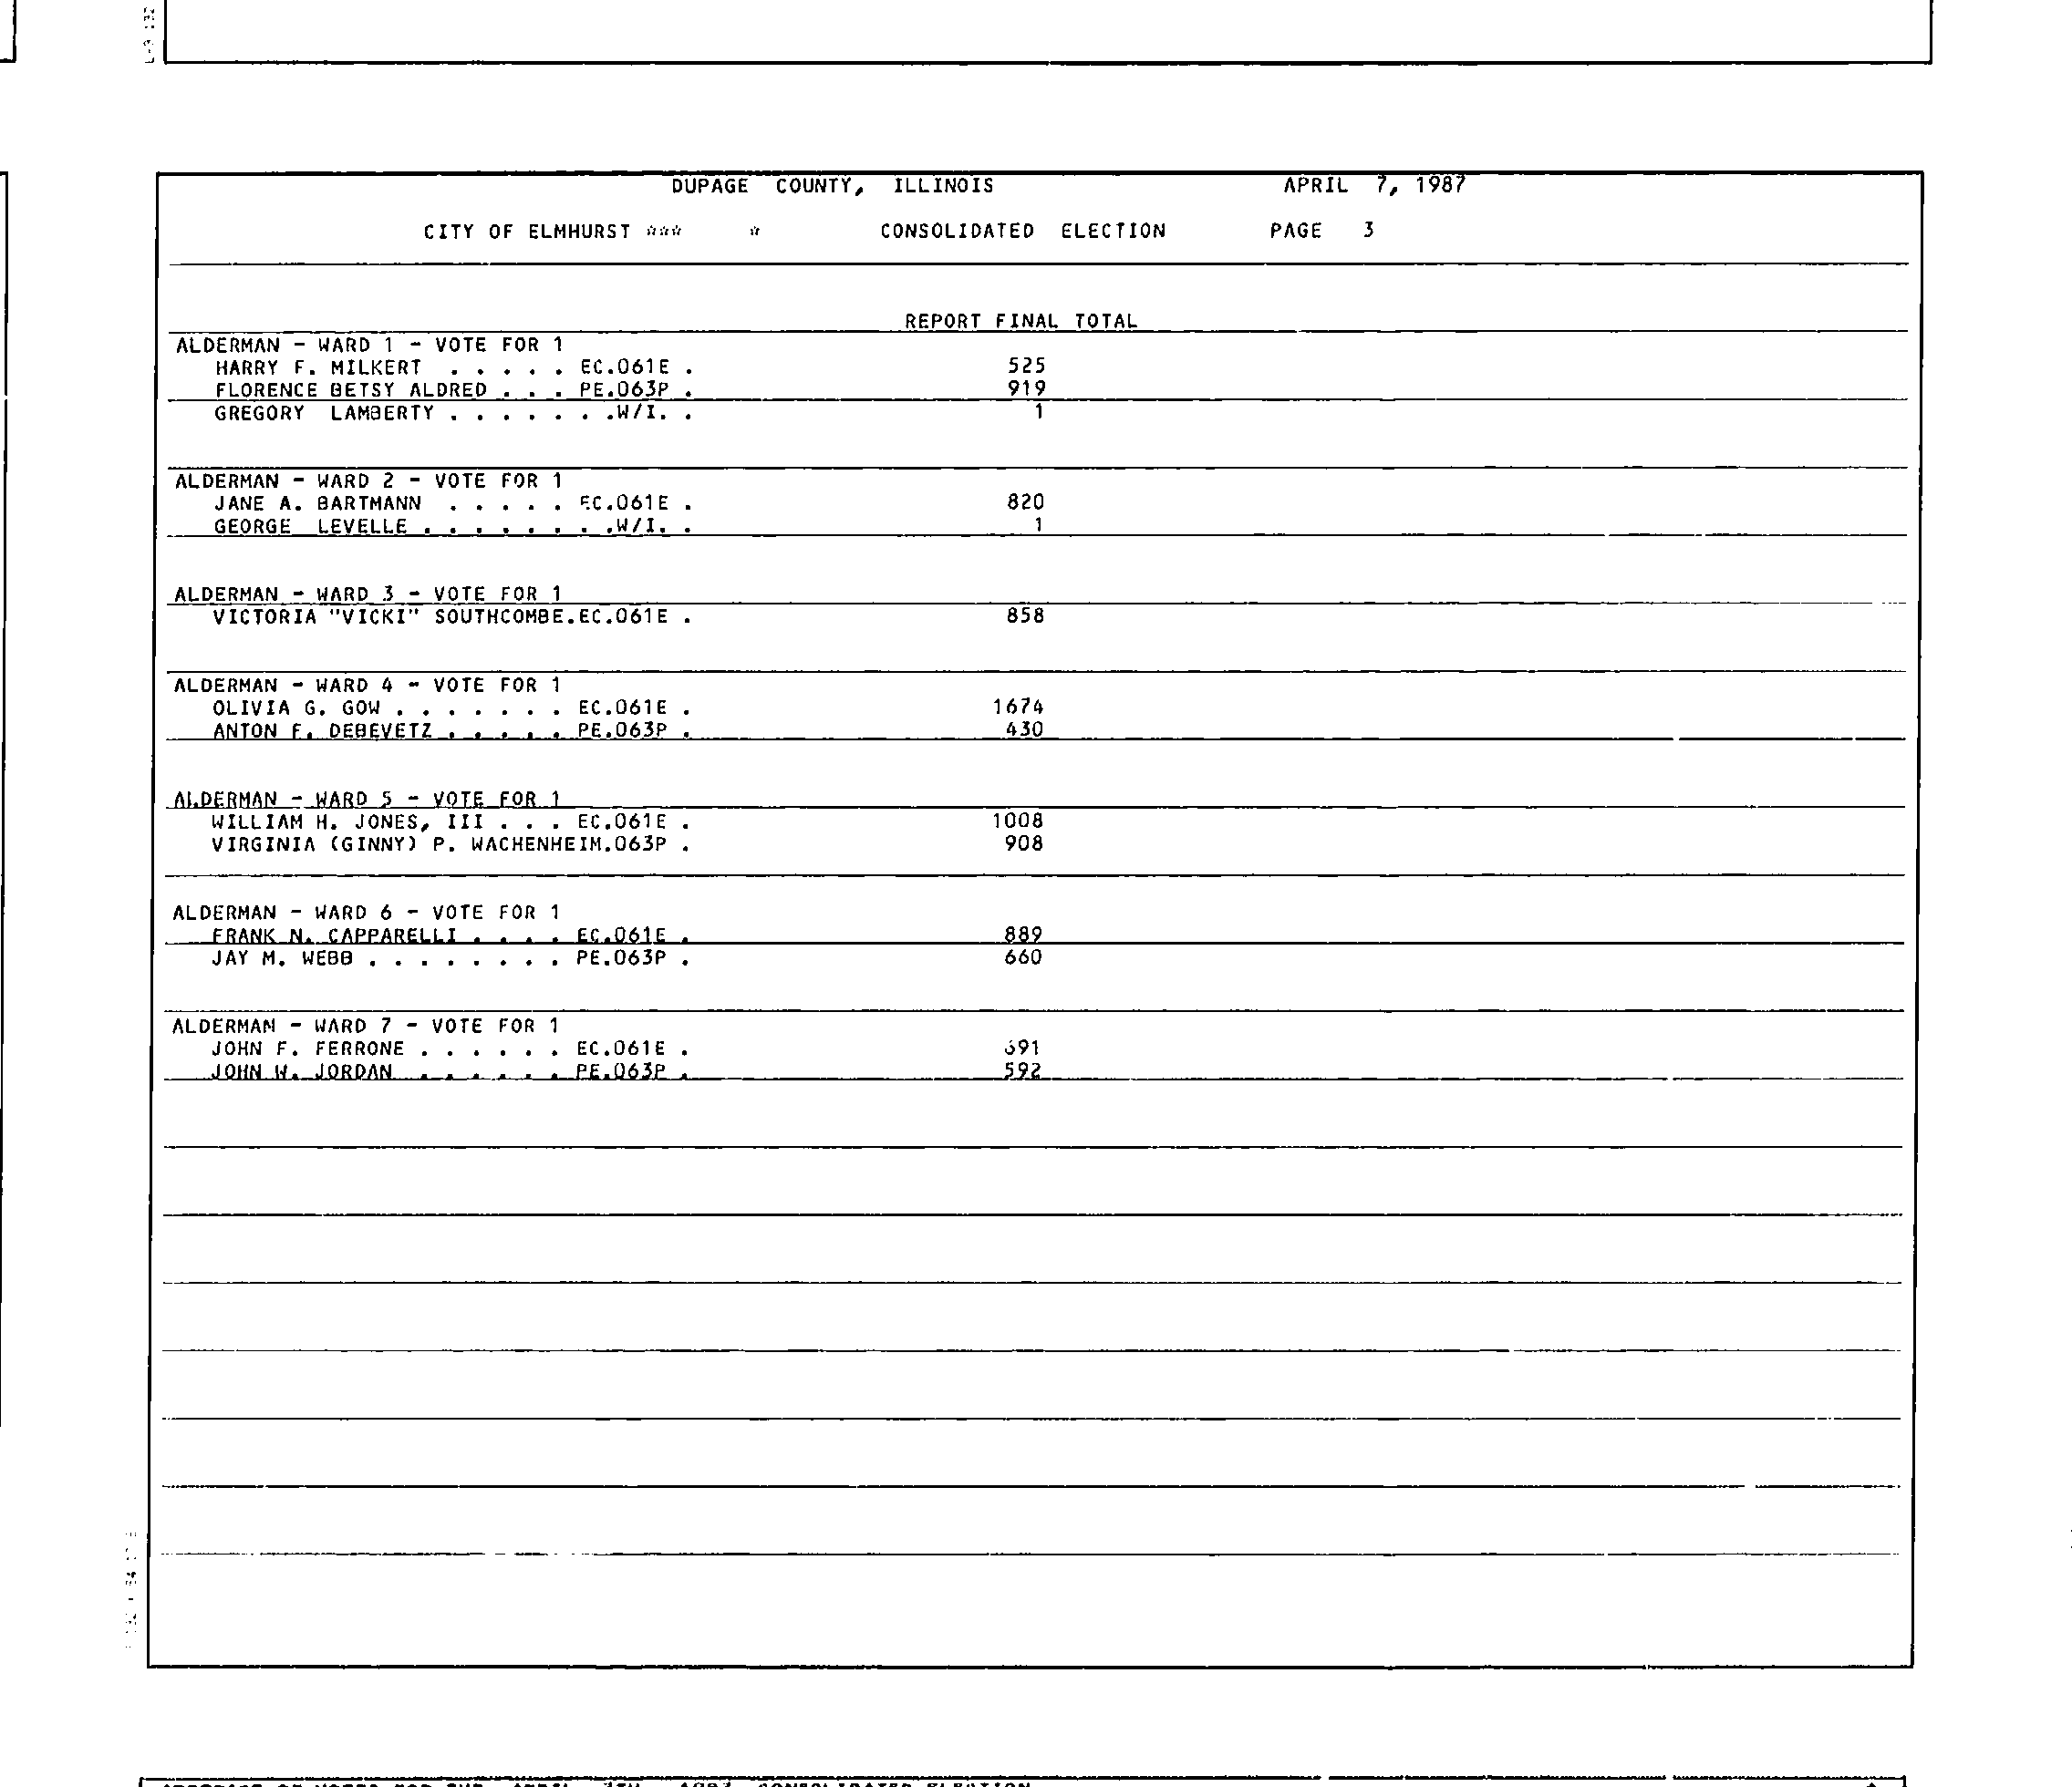 DUPAGE COUNTY, ILLINOIS APRIL 7, 1987
CITY OF ELMHURST *** * CONSOLIDATED ELECTION PAGE 3
REPORT FINAL TOTAL
ALDERMAN - WARD 1 - VOTE FOR 1
HARRY F. MILKERT . . . . . EC.061E . 525
FLORENCE BETSY ALDRED . . . PE.063P . 919
GREGORY LAMBERTY . . . . . . .W/I. . 1
ALDERMAN - WARD 2 - VOTE FOR 1
JANE A. BARTMANN . . . . . EC.061E . 820
GEORGE LEVELLE . . . . . . . .W/I. . 1
ALDERMAN - WARD 3 - VOTE FOR 1
VICTORIA "VICKI" SOUTHCOMBE.EC.061E . 858
ALDERMAN - WARD 4 - VOTE FOR 1
OLIVIA G. GOW . . . . . . . EC.061E . 1674
ANTON F. DEBEVETZ . . . . . PE.063P . 430
ALDERMAN - WARD 5 - VOTE FOR 1
WILLIAM H. JONES, III . . . EC.061E . 1008
VIRGINIA (GINNY) P. WACHENHEIM.063P . 908
ALDERMAN - WARD 6 - VOTE FOR 1
FRANK N. CAPPARELLI . . . . EC.061E . 889
JAY M. WEBB . . . . . . . . PE.063P . 660
ALDERMAN - WARD 7 - VOTE FOR 1
JOHN F. FERRONE . . . . . . EC.061E .
JOHN W. JORDAN . . . . . . PE.063P . 592
CONSOLIDATED ELECTION